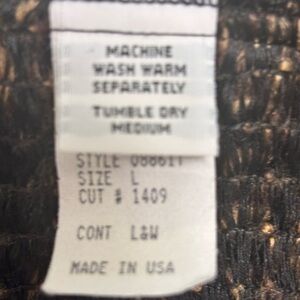 MACHINE
WASH WARM
SEPARATELY
TUMBLE DRY
MEDIUM
STYLE
SIZE L
CUT # 1409
CONT L&W
MADE IN USA